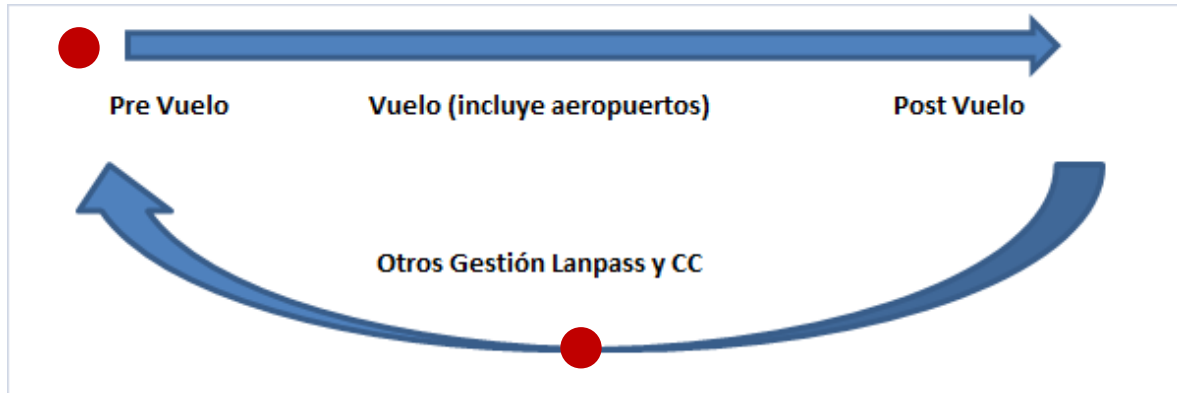 Pre Vuelo
Vuelo (incluye aeropuertos)
Post Vuelo
Otros Gestión Lanpass y CC